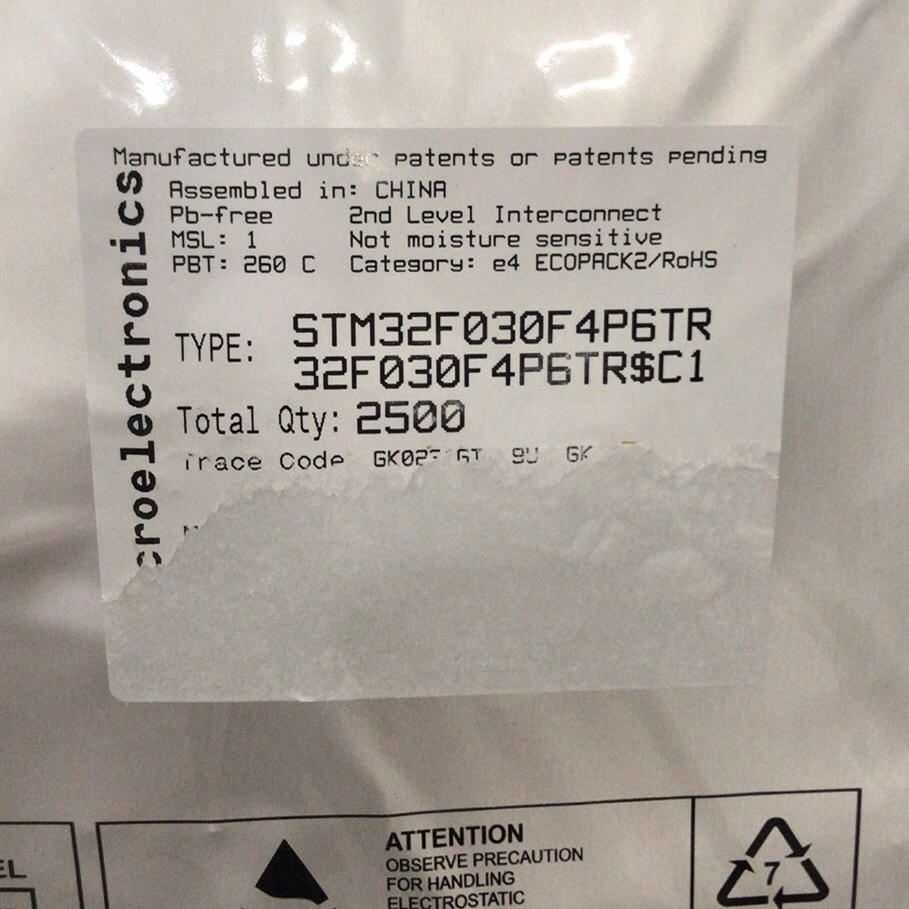 Manufactured under patents or patents pending
croelectronics
Assembled in: CHINA
Pb-free 2nd Level Interconnect
MSL: 1 Not moisture sensitive
PBT: 260 C Category: e4 ECOPACK2/RoHS
TYPE: STM32F030F4P6TR
32F030F4P6TR$C1
Total Qty: 2500
Trace Code
EL
ATTENTION
OBSERVE PRECAUTION
FOR HANDLING
ELECTROSTATIC
7